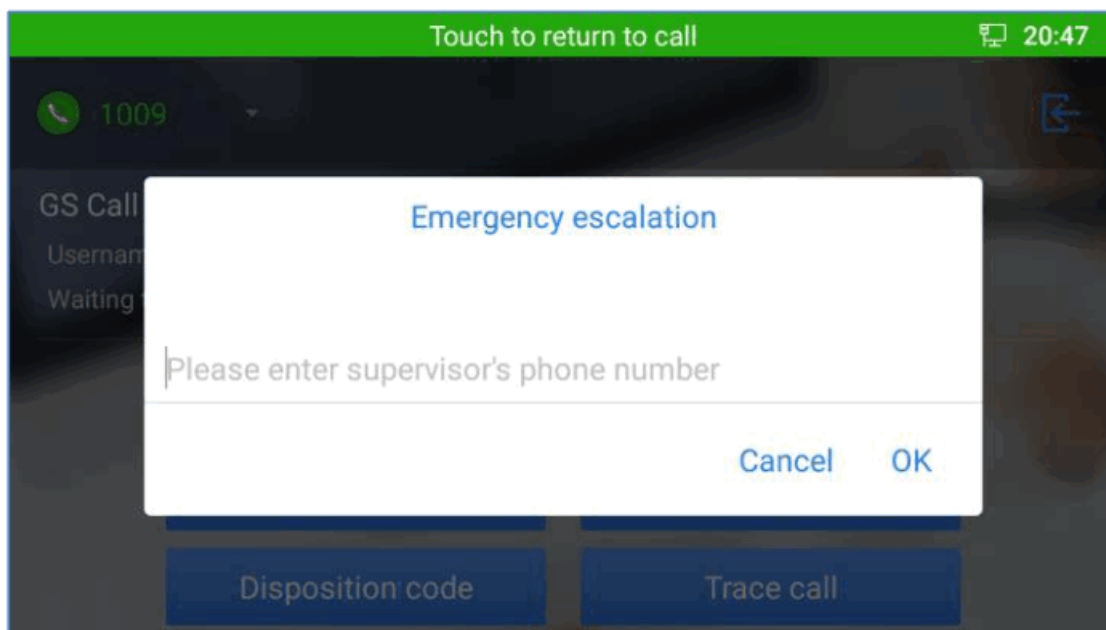 Touch to return to call 20:47
1009
GS Call
Usernam
Waiting
Emergency escalation
Please enter supervisor's phone number
Cancel OK
Disposition code Trace call